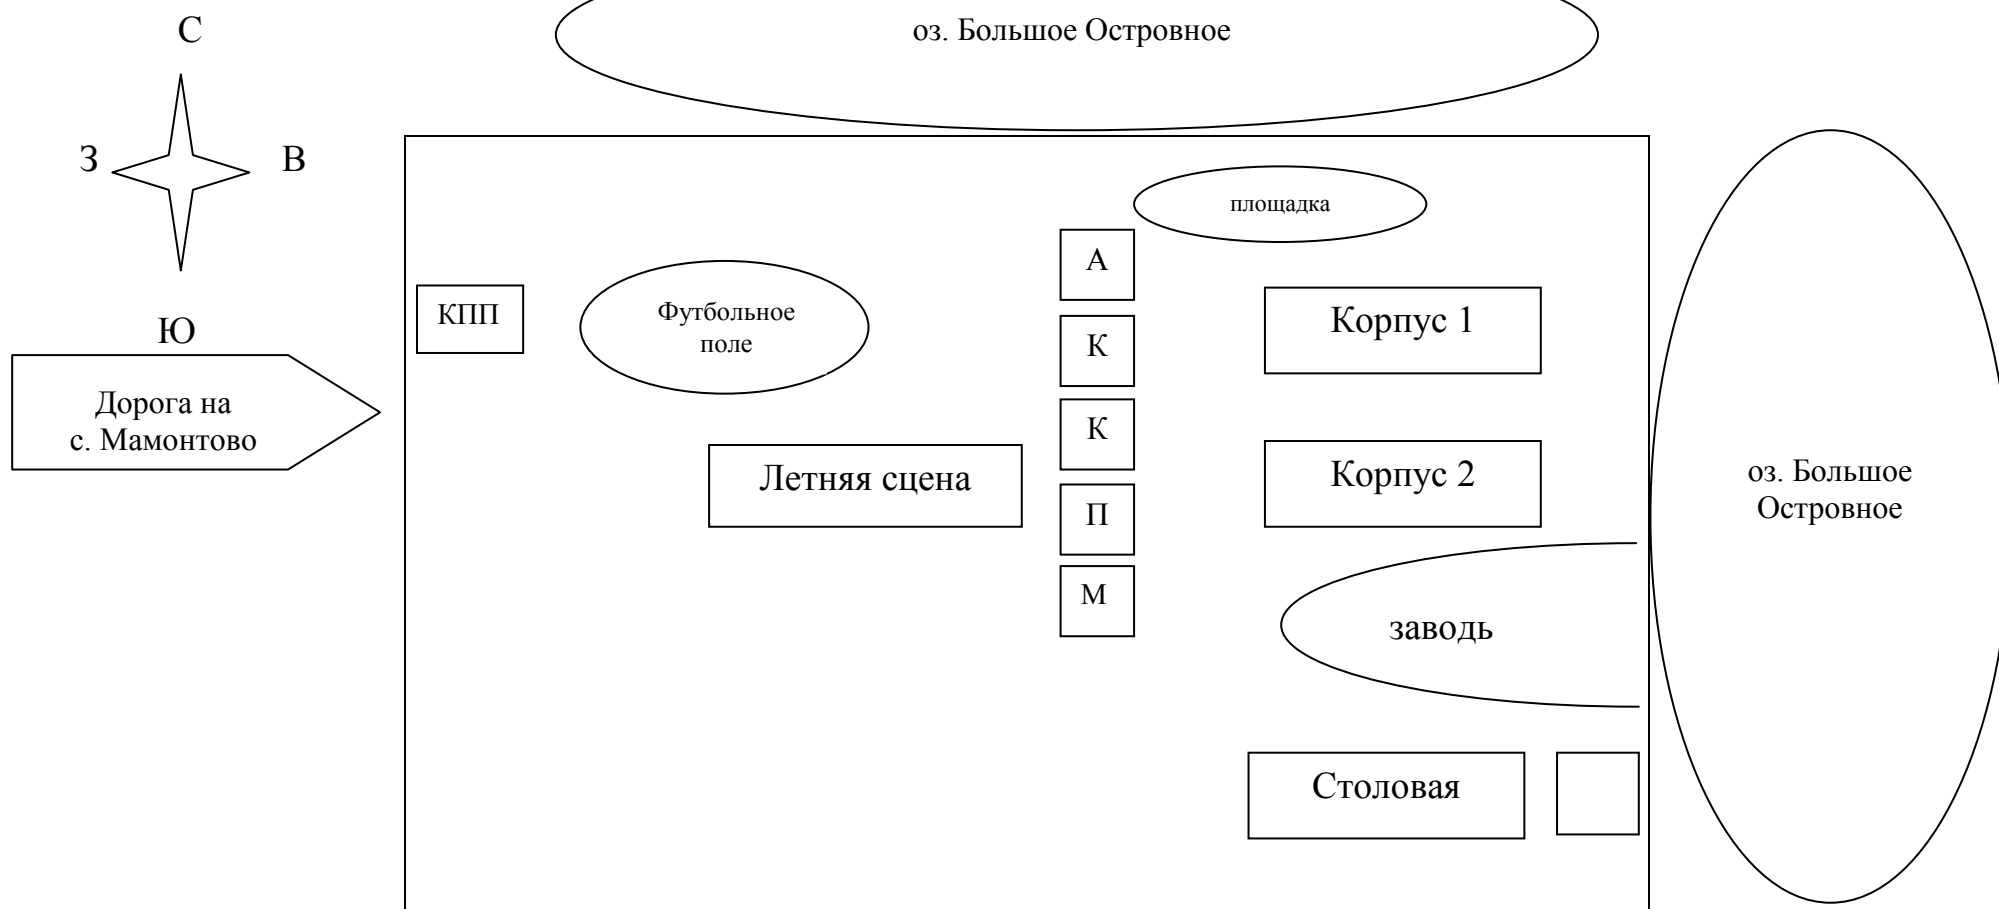 С
оз. Большое Островное
З
В
площадка
А
КПП
Футбольное
поле
К
Корпус 1
Ю
Дорога на
с. Мамонтово
К
Летняя сцена
Корпус 2
оз. Большое
Островное
П
М
заводь
Столовая